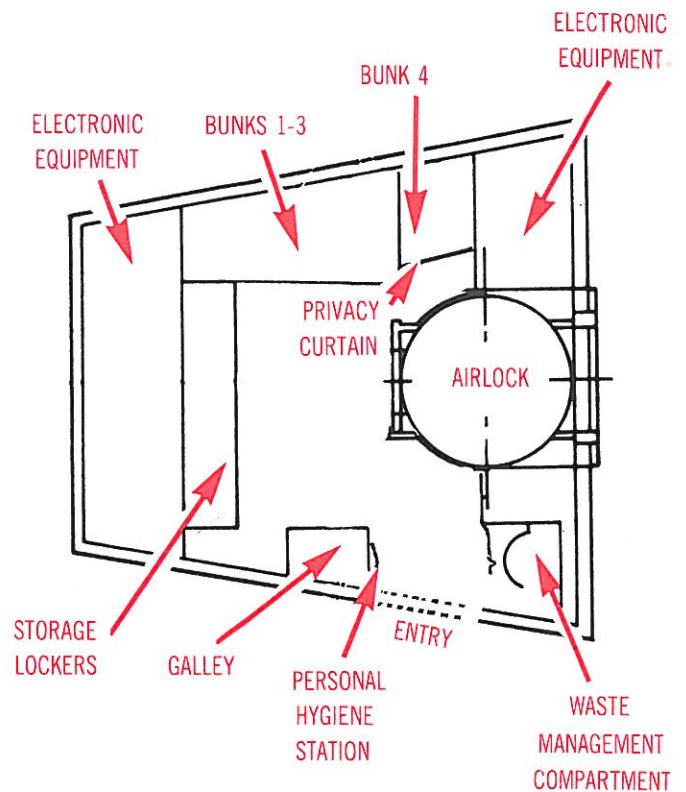 ELECTRONIC
EQUIPMENT
BUNK 4
ELECTRONIC
EQUIPMENT
BUNKS 1-3
PRIVACY
CURTAIN
AIRLOCK
STORAGE
LOCKERS
GALLEY
ENTRY
PERSONAL
HYGIENE
STATION
WASTE
MANAGEMENT
COMPARTMENT